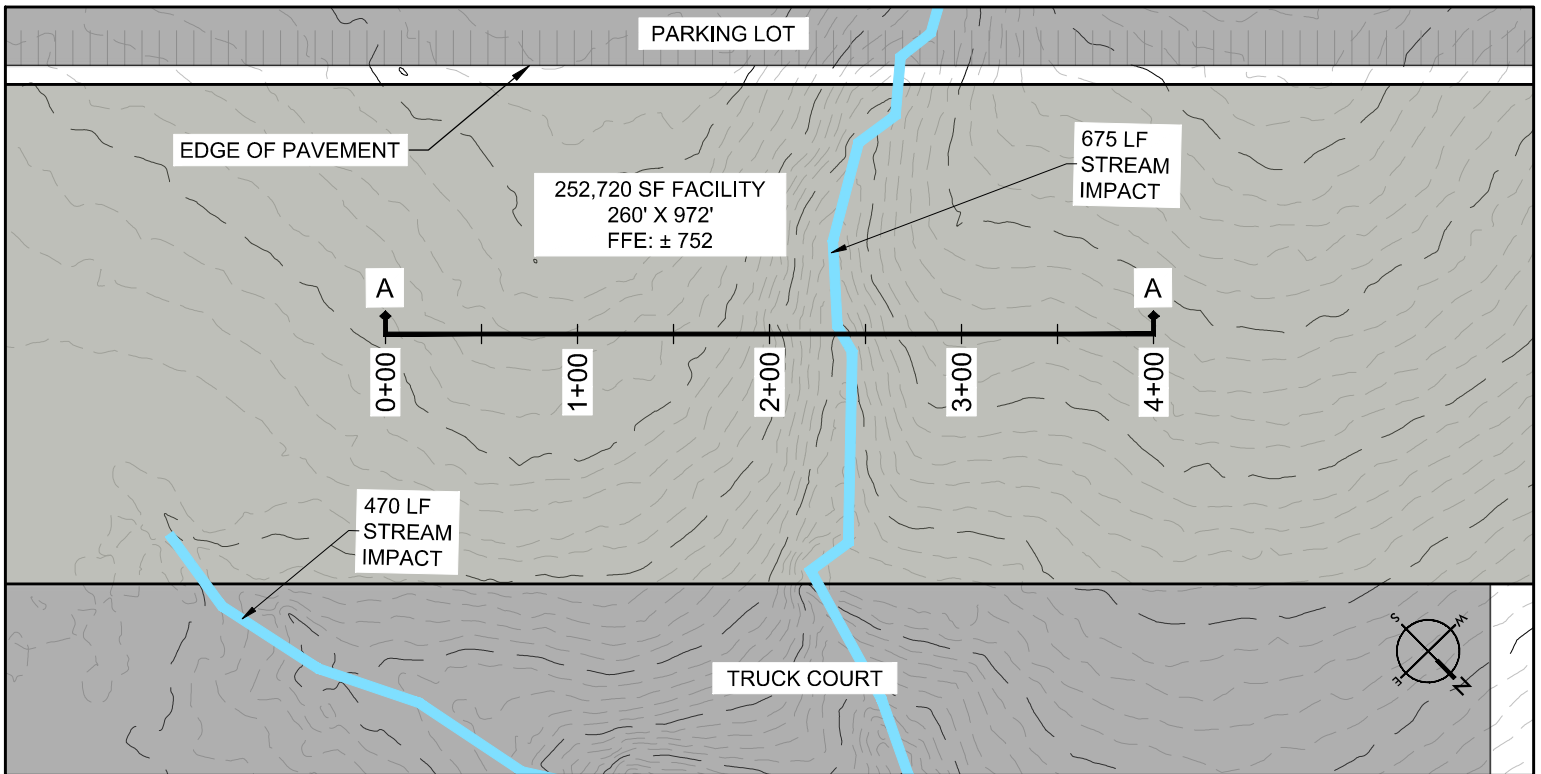 PARKING LOT
EDGE OF PAVEMENT
675 LF
STREAM
IMPACT
252,720 SF FACILITY
260' X 972'
FFE: ± 752
A
A
0+00
1+00
2+00
3+00
4+00
470 LF
STREAM
IMPACT
TRUCK COURT
S
W
E
N